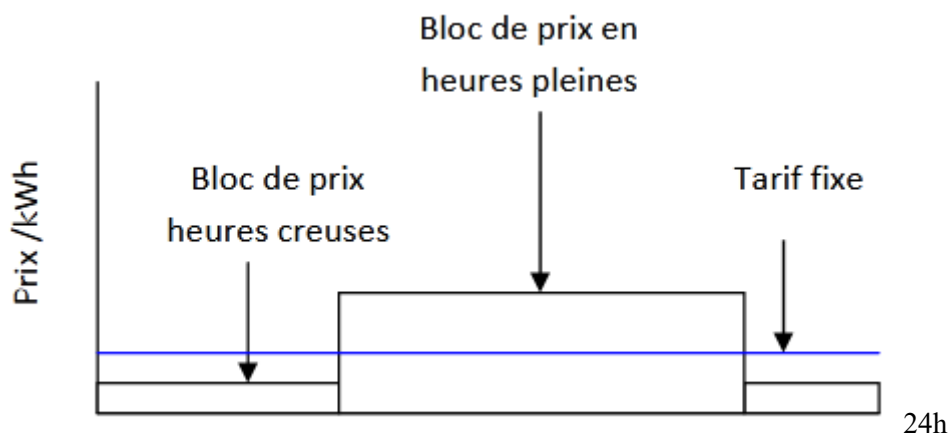 Bloc de prix en
heures pleines
Bloc de prix
heures creuses
Tarif fixe
Prix /kWh
24h